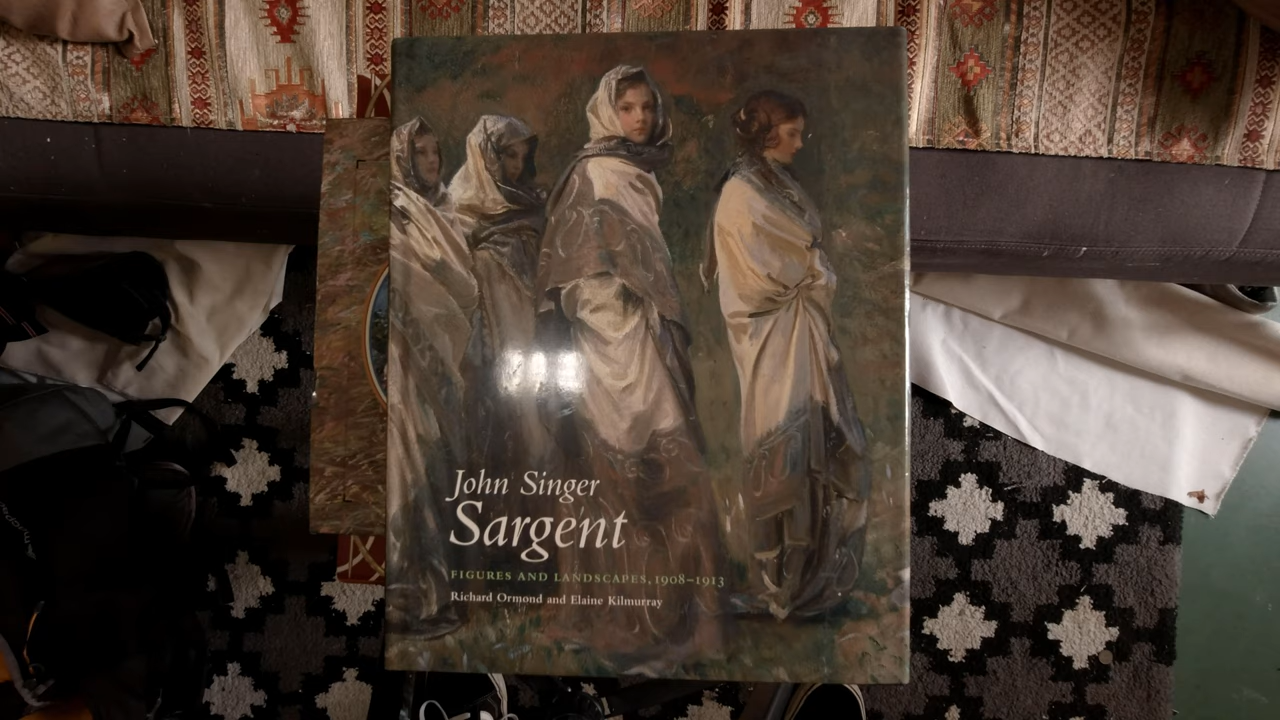 John Singer
Sargent
FIGURES AND LANDSCAPES, 1908–1913
Richard Ormond and Elaine Kilmurray